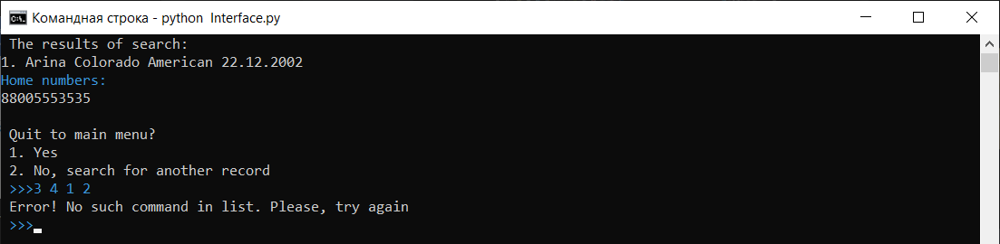 Командная строка - python  Interface.py
The results of search:
1. Arina Colorado American 22.12.2002
Home numbers:
88005553535
Quit to main menu?
1. Yes
2. No, search for another record
>>>3 4 1 2
Error! No such command in list. Please, try again
>>>